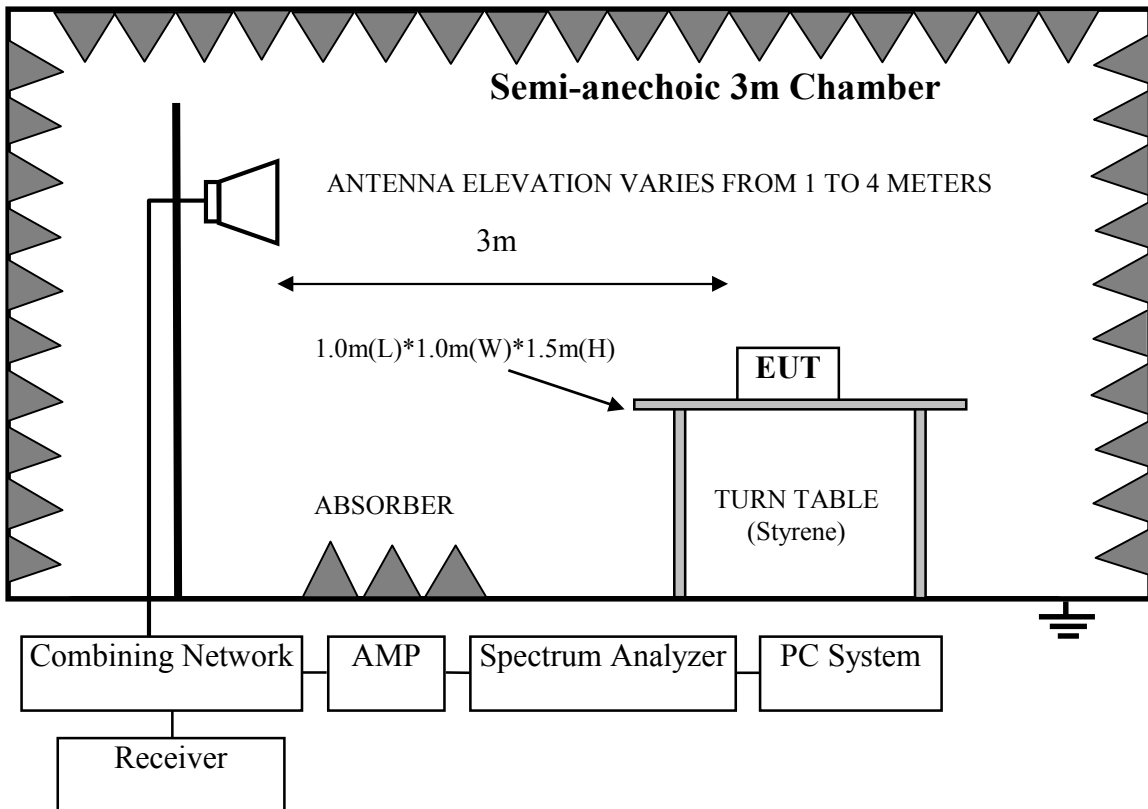 Semi-anechoic 3m Chamber
ANTENNA ELEVATION VARIES FROM 1 TO 4 METERS
3m
1.0m(L)*1.0m(W)*1.5m(H)
EUT
ABSORBER
TURN TABLE
(Styrene)
Combining Network
AMP
Spectrum Analyzer
PC System
Receiver